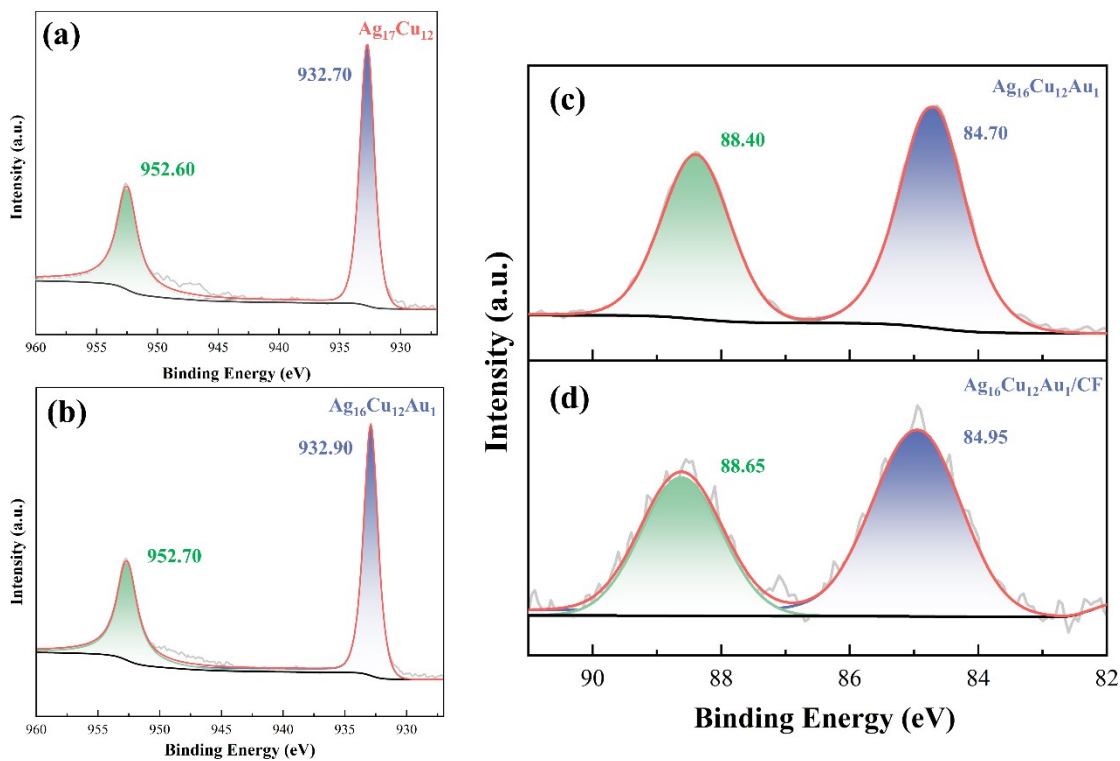 (a)
Ag₁₇Cu₁₂
932.70
952.60
Intensity (a.u.)
960 955 950 945 940 935 930
Binding Energy (eV)
(b)
Ag₁₆Cu₁₂Au₁
932.90
952.70
Intensity (a.u.)
960 955 950 945 940 935 930
Binding Energy (eV)
(c)
Ag₁₆Cu₁₂Au₁
88.40
84.70
(d)
Ag₁₆Cu₁₂Au₁/CF
88.65
84.95
Intensity (a.u.)
90 88 86 84 82
Binding Energy (eV)